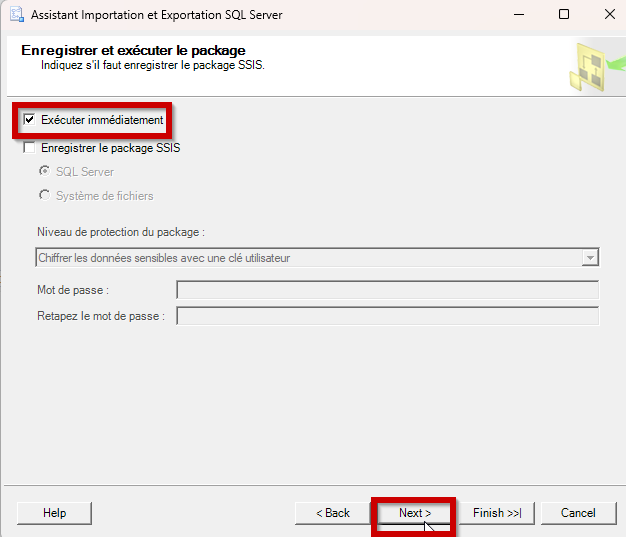 Assistant Importation et Exportation SQL Server
Enregistrer et exécuter le package
Indiquez s'il faut enregistrer le package SSIS.
Exécuter immédiatement
Enregistrer le package SSIS
SQL Server
Système de fichiers
Niveau de protection du package :
Chiffrer les données sensibles avec une clé utilisateur
Mot de passe :
Retapez le mot de passe :
Help
< Back
Next >
Finish >>|
Cancel